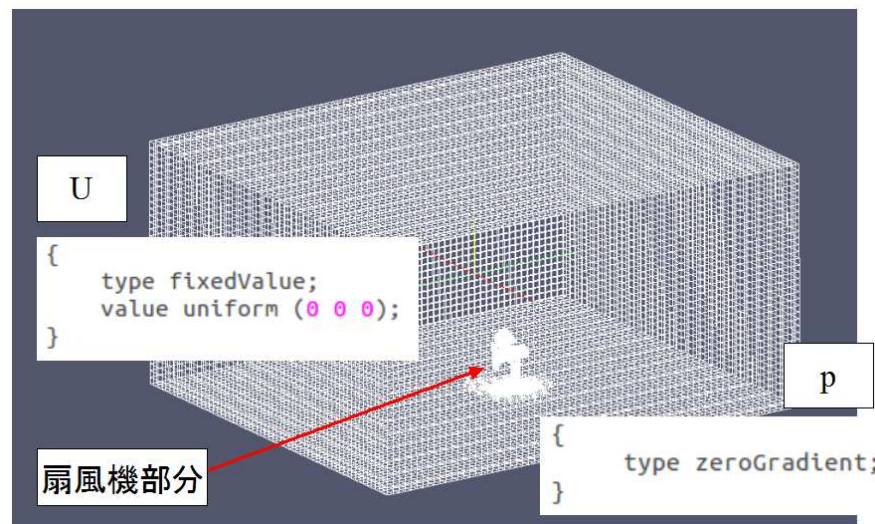 U
{
    type fixedValue;
    value uniform (0 0 0);
}
扇風機部分
p
{
    type zeroGradient;
}